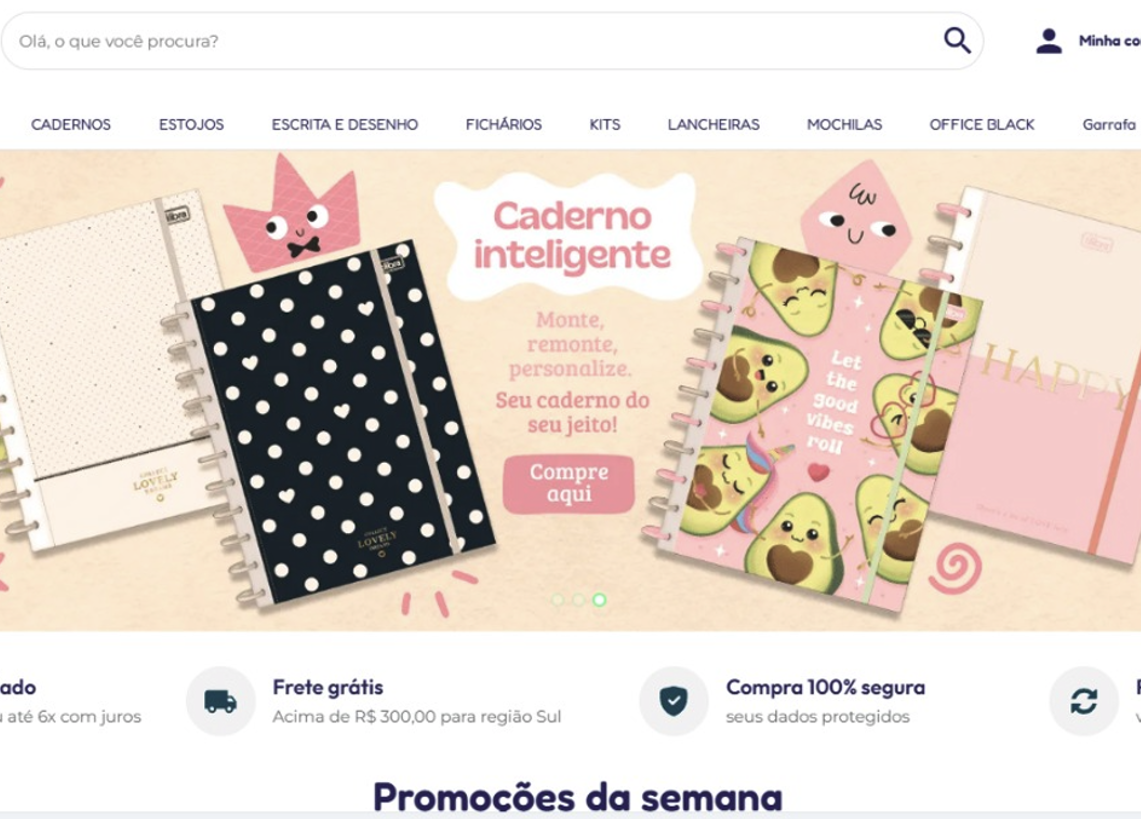 Olá, o que você procura?
Minha co
CADERNOS ESTOJOS ESCRITA E DESENHO FICHÁRIOS KITS LANCHEIRAS MOCHILAS OFFICE BLACK Garrafa
Caderno
inteligente
Monte,
remonte,
personalize.
Seu caderno do
seu jeito!
Compre
aqui
LOVELY
LOVELY
Let
the
good
vibes
roll
HAPPY
ado
u até 6x com juros
Frete grátis
Acima de R$ 300,00 para região Sul
Compra 100% segura
seus dados protegidos
Promoções da semana